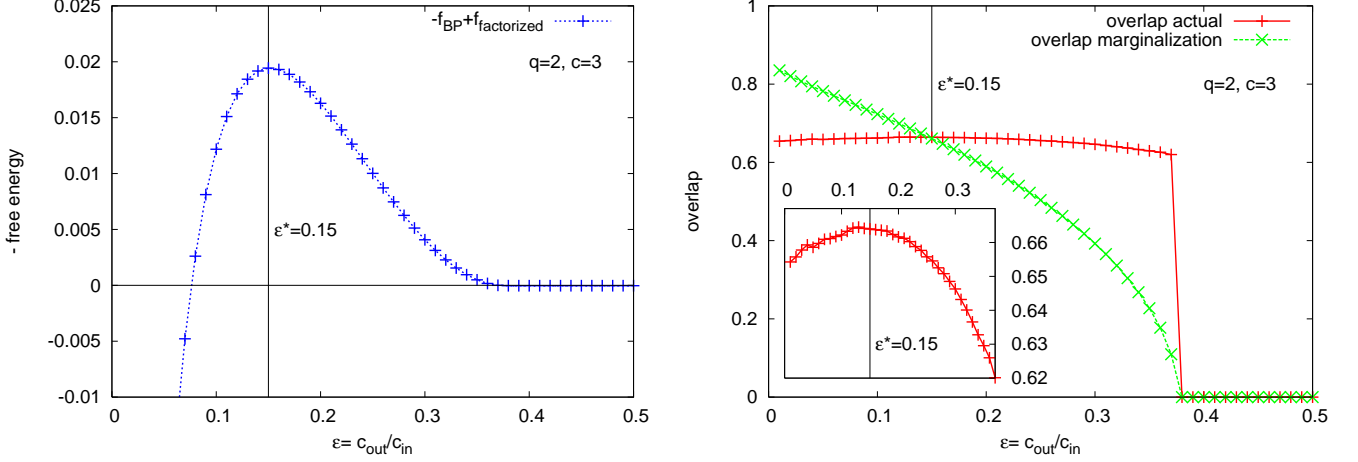 -f_BP+f_factorized
q=2, c=3
ε*=0.15
- free energy
0.02
0.015
0.01
0.005
0
-0.005
-0.01
0 0.1 0.2 0.3 0.4 0.5
ε= c_out/c_in
overlap actual
overlap marginalization
q=2, c=3
ε*=0.15
overlap
1
0.8
0.6
0.4
0.2
0
0 0.1 0.2 0.3
0.66
0.65
0.64
0.63
0.62
ε*=0.15
0 0.1 0.2 0.3 0.4 0.5
ε= c_out/c_in